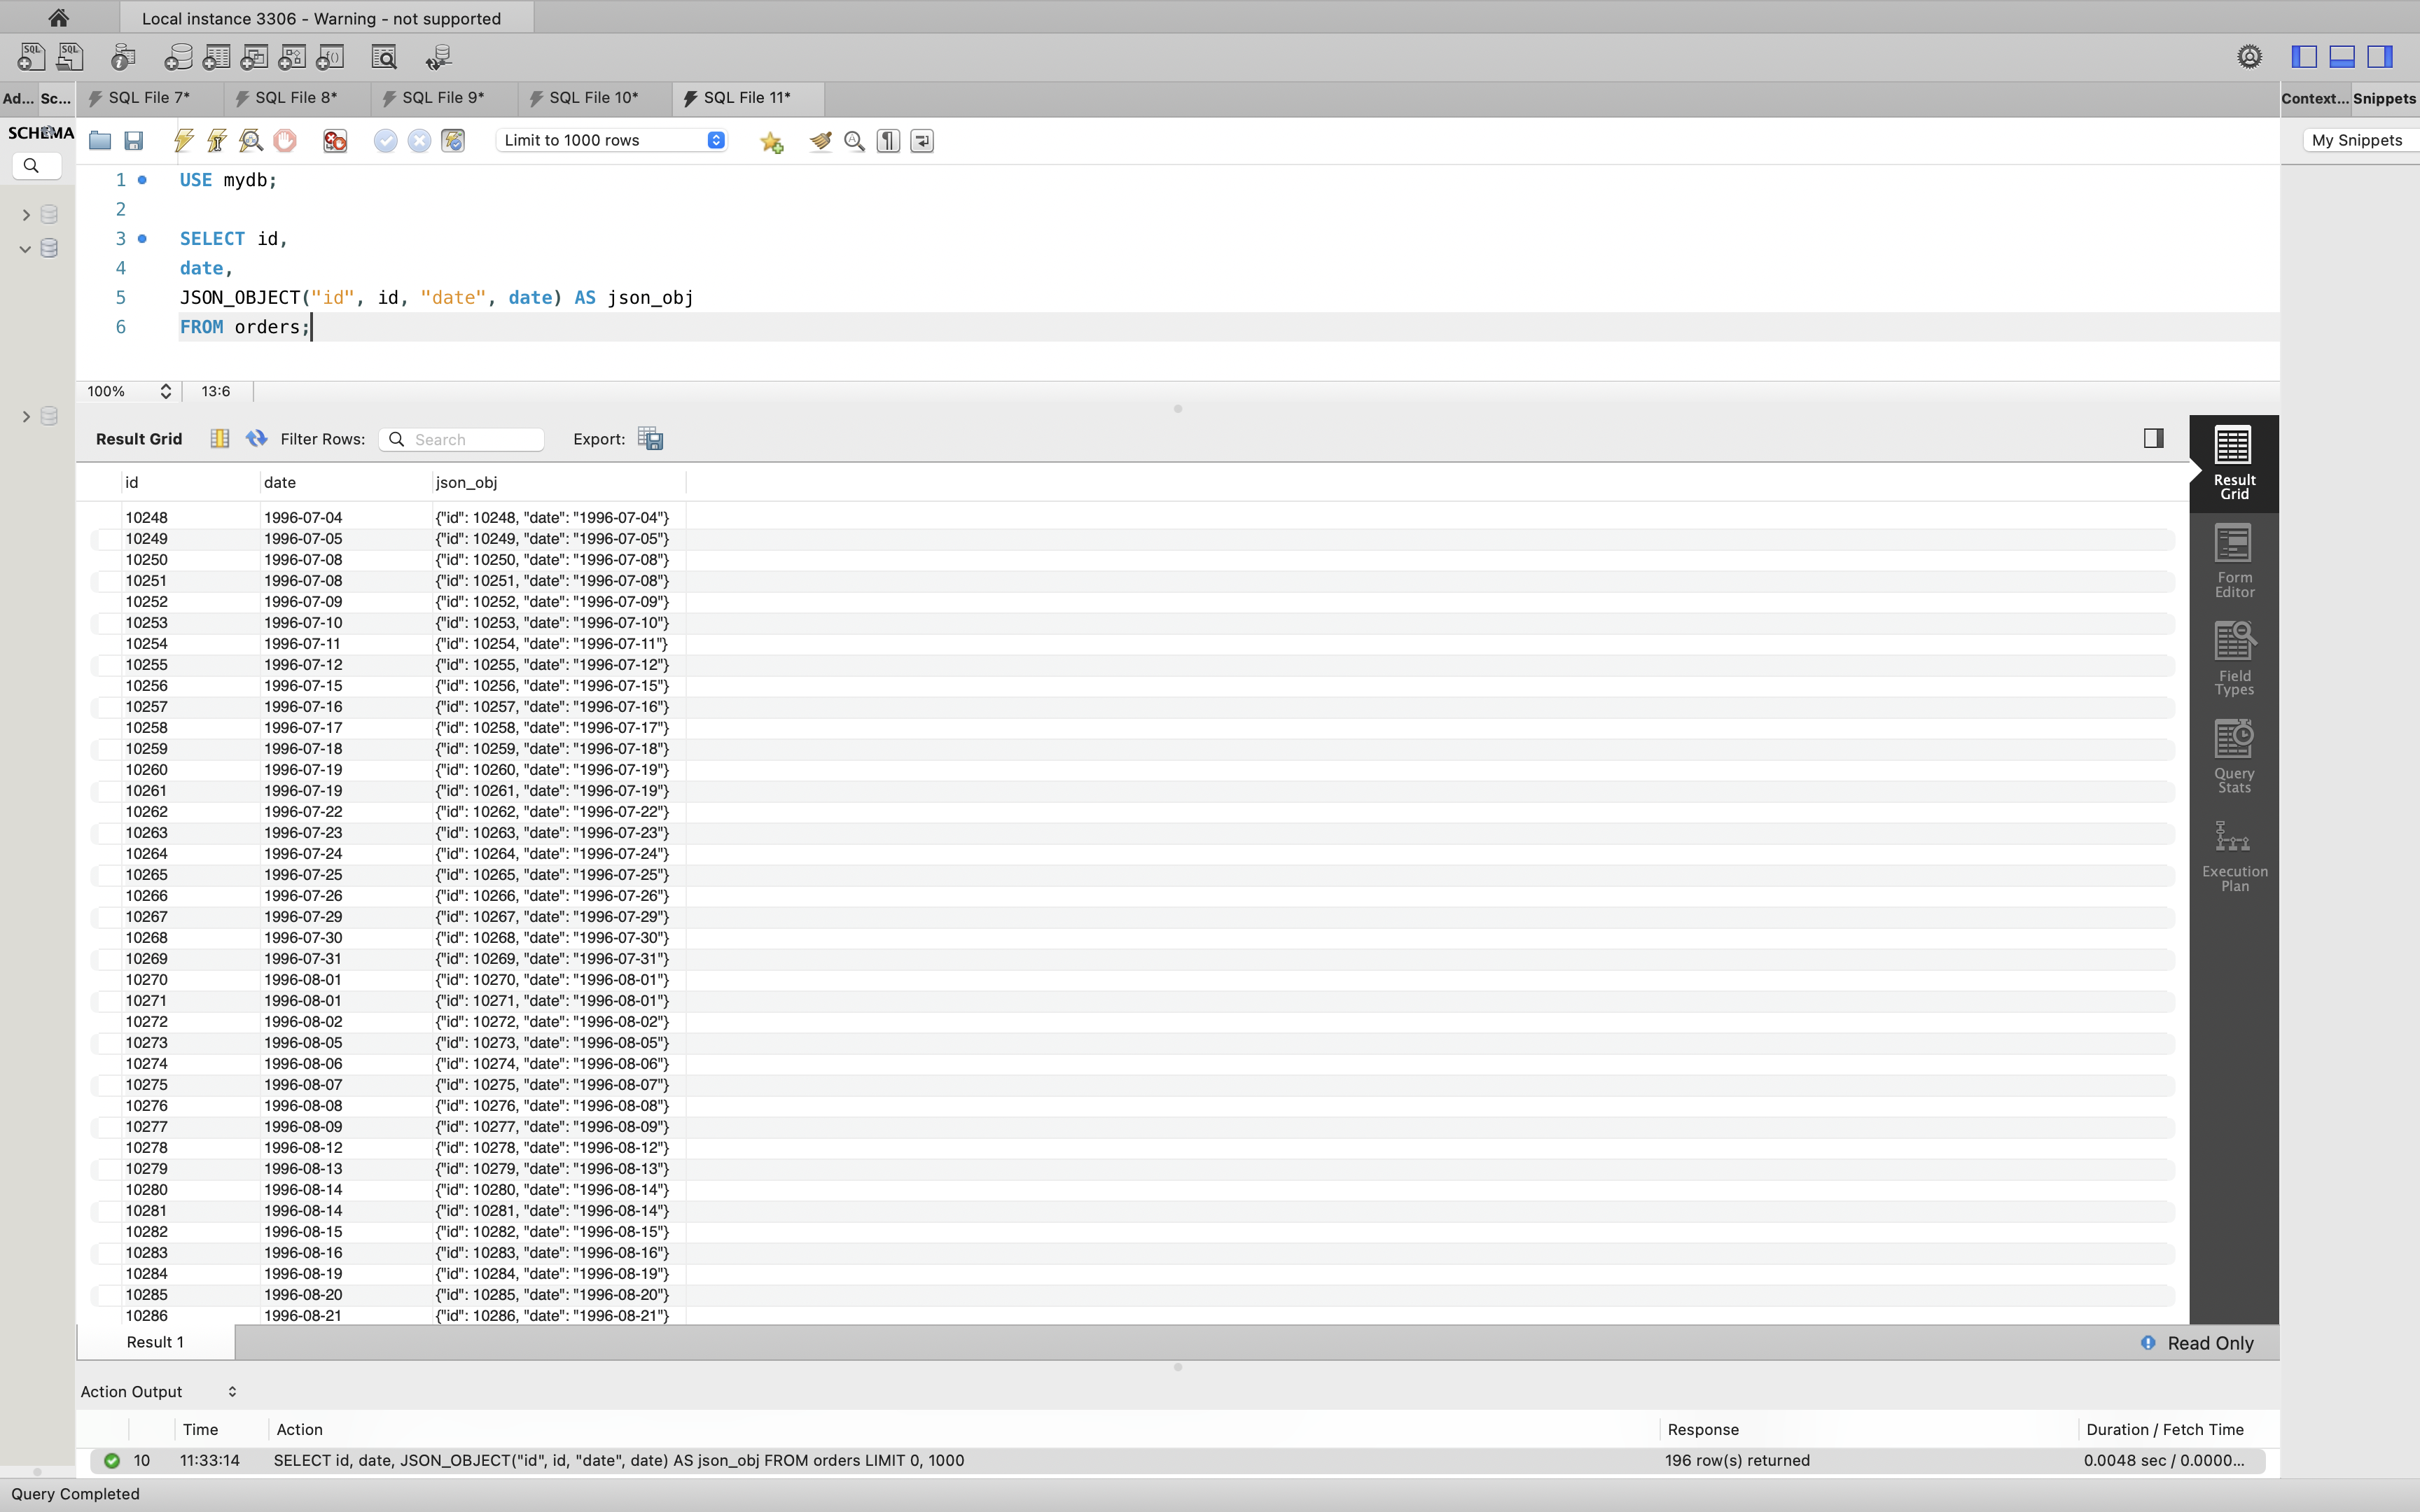 Local instance 3306 - Warning - not supported
SQL SQL
Ad... Sc... SQL File 7* SQL File 8* SQL File 9* SQL File 10* SQL File 11* Context... Snippets
SCHEMA Limit to 1000 rows My Snippets
1 USE mydb;
2
3 SELECT id,
4 date,
5 JSON_OBJECT("id", id, "date", date) AS json_obj
6 FROM orders;
100% 13:6
Result Grid Filter Rows: Search Export:
id date json_obj
10248 1996-07-04 {"id": 10248, "date": "1996-07-04"}
10249 1996-07-05 {"id": 10249, "date": "1996-07-05"}
10250 1996-07-08 {"id": 10250, "date": "1996-07-08"}
10251 1996-07-08 {"id": 10251, "date": "1996-07-08"}
10252 1996-07-09 {"id": 10252, "date": "1996-07-09"}
10253 1996-07-10 {"id": 10253, "date": "1996-07-10"}
10254 1996-07-11 {"id": 10254, "date": "1996-07-11"}
10255 1996-07-12 {"id": 10255, "date": "1996-07-12"}
10256 1996-07-15 {"id": 10256, "date": "1996-07-15"}
10257 1996-07-16 {"id": 10257, "date": "1996-07-16"}
10258 1996-07-17 {"id": 10258, "date": "1996-07-17"}
10259 1996-07-18 {"id": 10259, "date": "1996-07-18"}
10260 1996-07-19 {"id": 10260, "date": "1996-07-19"}
10261 1996-07-19 {"id": 10261, "date": "1996-07-19"}
10262 1996-07-22 {"id": 10262, "date": "1996-07-22"}
10263 1996-07-23 {"id": 10263, "date": "1996-07-23"}
10264 1996-07-24 {"id": 10264, "date": "1996-07-24"}
10265 1996-07-25 {"id": 10265, "date": "1996-07-25"}
10266 1996-07-26 {"id": 10266, "date": "1996-07-26"}
10267 1996-07-29 {"id": 10267, "date": "1996-07-29"}
10268 1996-07-30 {"id": 10268, "date": "1996-07-30"}
10269 1996-07-31 {"id": 10269, "date": "1996-07-31"}
10270 1996-08-01 {"id": 10270, "date": "1996-08-01"}
10271 1996-08-01 {"id": 10271, "date": "1996-08-01"}
10272 1996-08-02 {"id": 10272, "date": "1996-08-02"}
10273 1996-08-05 {"id": 10273, "date": "1996-08-05"}
10274 1996-08-06 {"id": 10274, "date": "1996-08-06"}
10275 1996-08-07 {"id": 10275, "date": "1996-08-07"}
10276 1996-08-08 {"id": 10276, "date": "1996-08-08"}
10277 1996-08-09 {"id": 10277, "date": "1996-08-09"}
10278 1996-08-12 {"id": 10278, "date": "1996-08-12"}
10279 1996-08-13 {"id": 10279, "date": "1996-08-13"}
10280 1996-08-14 {"id": 10280, "date": "1996-08-14"}
10281 1996-08-14 {"id": 10281, "date": "1996-08-14"}
10282 1996-08-15 {"id": 10282, "date": "1996-08-15"}
10283 1996-08-16 {"id": 10283, "date": "1996-08-16"}
10284 1996-08-19 {"id": 10284, "date": "1996-08-19"}
10285 1996-08-20 {"id": 10285, "date": "1996-08-20"}
10286 1996-08-21 {"id": 10286, "date": "1996-08-21"}
Result
Grid
Form
Editor
Field
Types
Query
Stats
Execution
Plan
Result 1 Read Only
Action Output
Time Action Response Duration / Fetch Time
10 11:33:14 SELECT id, date, JSON_OBJECT("id", id, "date", date) AS json_obj FROM orders LIMIT 0, 1000 196 row(s) returned 0.0048 sec / 0.0000...
Query Completed